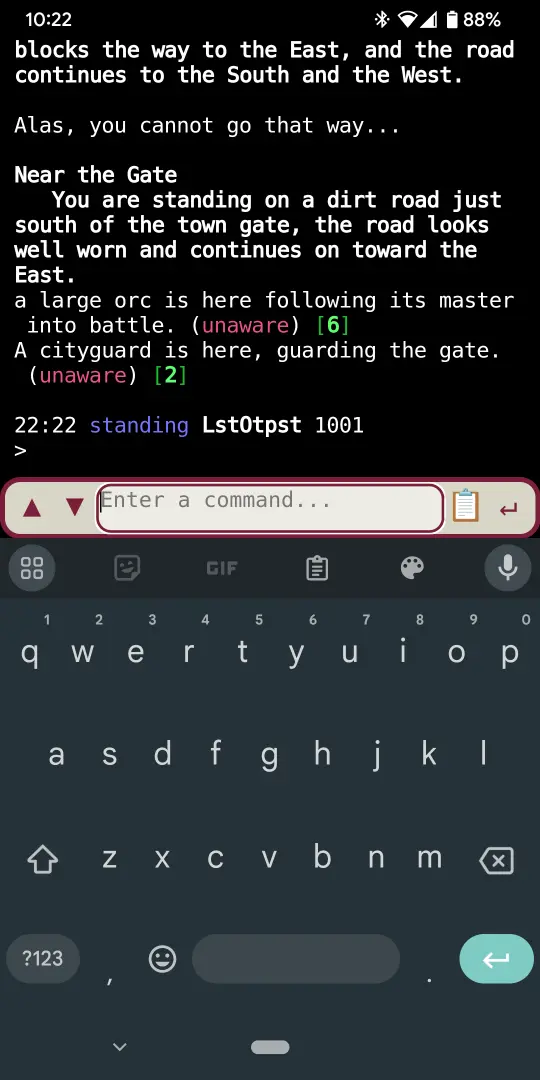 10:22
88%
blocks the way to the East, and the road
continues to the South and the West.
Alas, you cannot go that way...
Near the Gate
You are standing on a dirt road just
south of the town gate, the road looks
well worn and continues on toward the
East.
a large orc is here following its master
into battle. (unaware) [6]
A cityguard is here, guarding the gate.
(unaware) [2]
22:22 standing LstOtpst 1001
>
Enter a command...
GIF
1 2 3 4 5 6 7 8 9 0
q w e r t y u i o p
a s d f g h j k l
z x c v b n m
?123 , .